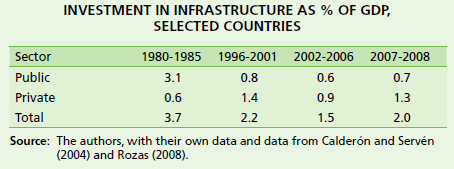 INVESTMENT IN INFRASTRUCTURE AS % OF GDP,
SELECTED COUNTRIES
Sector 1980-1985 1996-2001 2002-2006 2007-2008
Public 3.1 0.8 0.6 0.7
Private 0.6 1.4 0.9 1.3
Total 3.7 2.2 1.5 2.0
Source: The authors, with their own data and data from Calderón and Servén
(2004) and Rozas (2008).